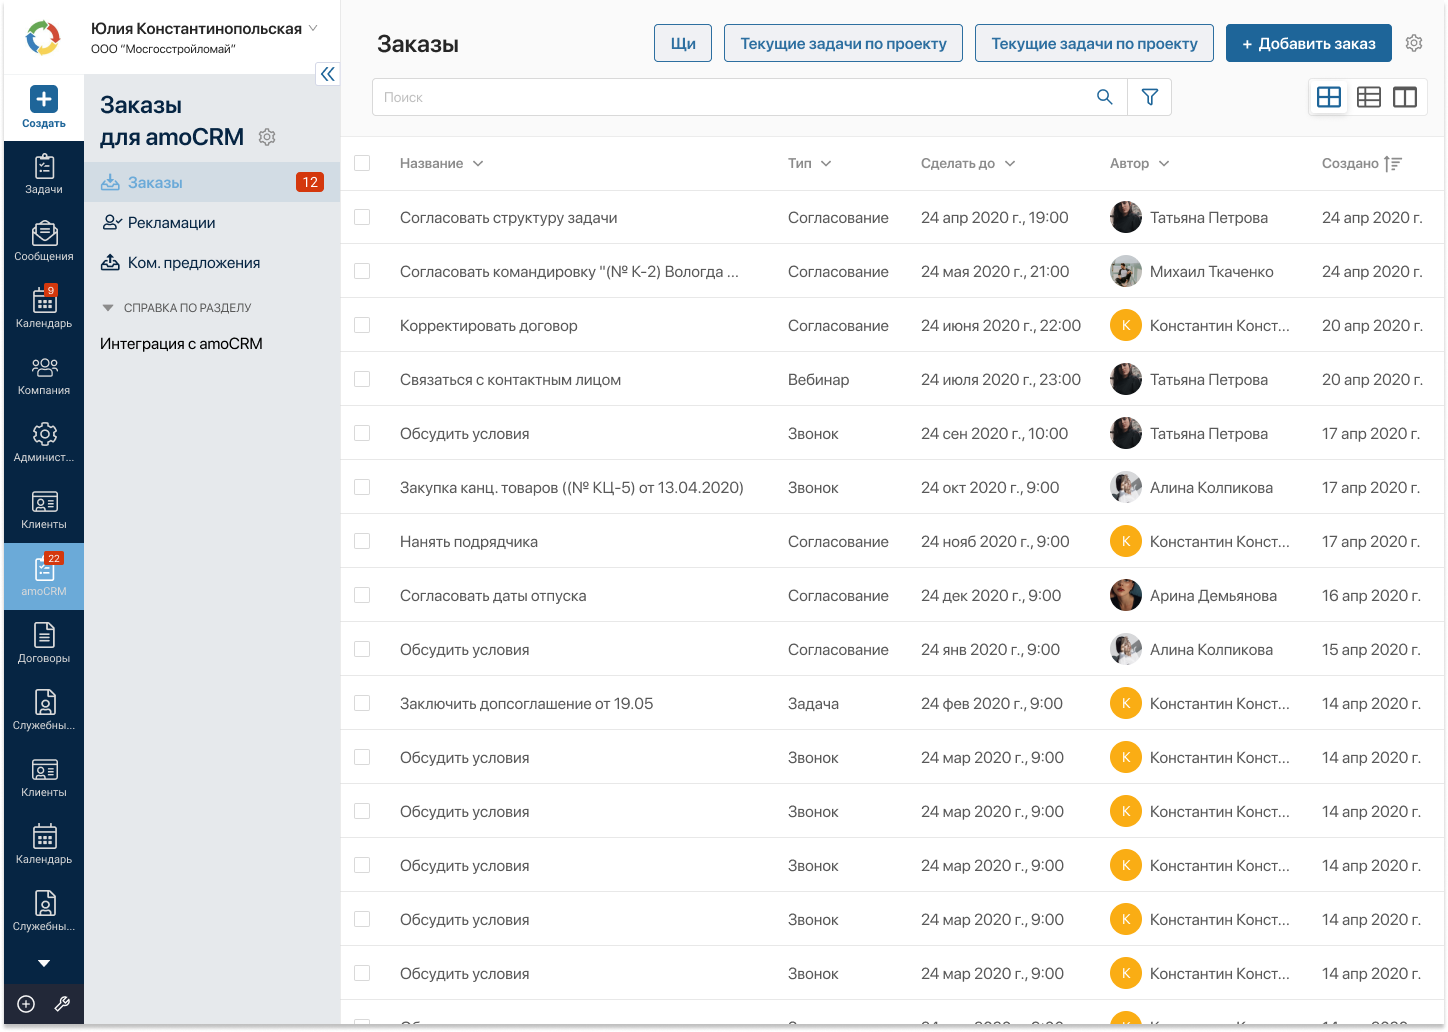 Юлия Константинопольская
ООО “Мосгосстройломай”
Создать
Задачи
Сообщения
9
Календарь
Компания
Админист...
Клиенты
22
amoCRM
Договоры
Служебны...
Клиенты
Календарь
Служебны...
Заказы
для amoCRM
Заказы 12
Рекламации
Ком. предложения
СПРАВКА ПО РАЗДЕЛУ
Интеграция с amoCRM
Заказы Щи Текущие задачи по проекту Текущие задачи по проекту + Добавить заказ
Поиск
Название Тип Сделать до Автор Создано
Согласовать структуру задачи Согласование 24 апр 2020 г., 19:00 Татьяна Петрова 24 апр 2020 г.
Согласовать командировку "(№ К-2) Вологда ... Согласование 24 мая 2020 г., 21:00 Михаил Ткаченко 24 апр 2020 г.
Корректировать договор Согласование 24 июня 2020 г., 22:00 К Константин Конст... 20 апр 2020 г.
Связаться с контактным лицом Вебинар 24 июля 2020 г., 23:00 Татьяна Петрова 20 апр 2020 г.
Обсудить условия Звонок 24 сен 2020 г., 10:00 Татьяна Петрова 17 апр 2020 г.
Закупка канц. товаров ((№ КЦ-5) от 13.04.2020) Звонок 24 окт 2020 г., 9:00 Алина Колпикова 17 апр 2020 г.
Нанять подрядчика Согласование 24 нояб 2020 г., 9:00 К Константин Конст... 17 апр 2020 г.
Согласовать даты отпуска Согласование 24 дек 2020 г., 9:00 Арина Демьянова 16 апр 2020 г.
Обсудить условия Согласование 24 янв 2020 г., 9:00 Алина Колпикова 15 апр 2020 г.
Заключить допсоглашение от 19.05 Задача 24 фев 2020 г., 9:00 К Константин Конст... 14 апр 2020 г.
Обсудить условия Звонок 24 мар 2020 г., 9:00 К Константин Конст... 14 апр 2020 г.
Обсудить условия Звонок 24 мар 2020 г., 9:00 К Константин Конст... 14 апр 2020 г.
Обсудить условия Звонок 24 мар 2020 г., 9:00 К Константин Конст... 14 апр 2020 г.
Обсудить условия Звонок 24 мар 2020 г., 9:00 К Константин Конст... 14 апр 2020 г.
Обсудить условия Звонок 24 мар 2020 г., 9:00 К Константин Конст... 14 апр 2020 г.